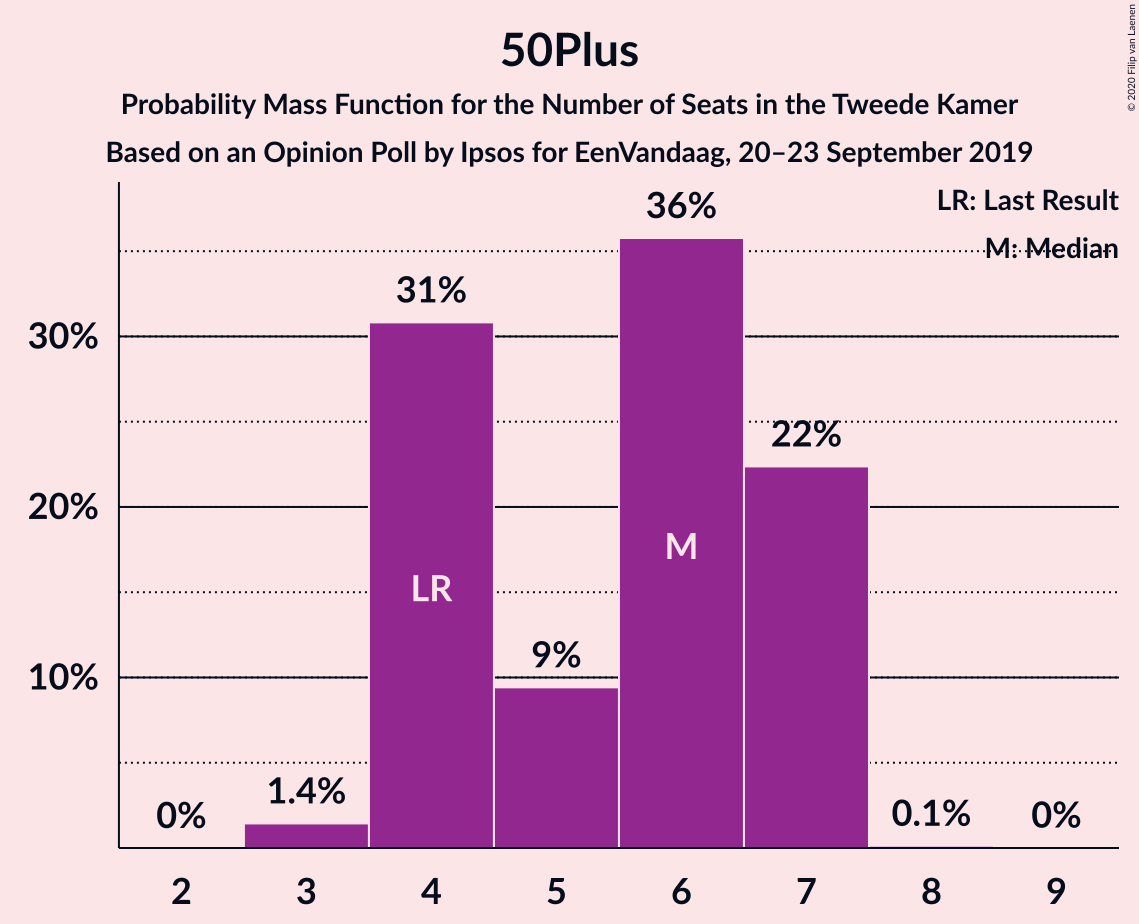 50Plus
Probability Mass Function for the Number of Seats in the Tweede Kamer
Based on an Opinion Poll by Ipsos for EenVandaag, 20–23 September 2019
© 2020 Filip van Laenen
LR: Last Result
M: Median
36%
31%
30%
22%
20%
M
LR
9%
10%
1.4%
0%
0.1%
0%
2 3 4 5 6 7 8 9